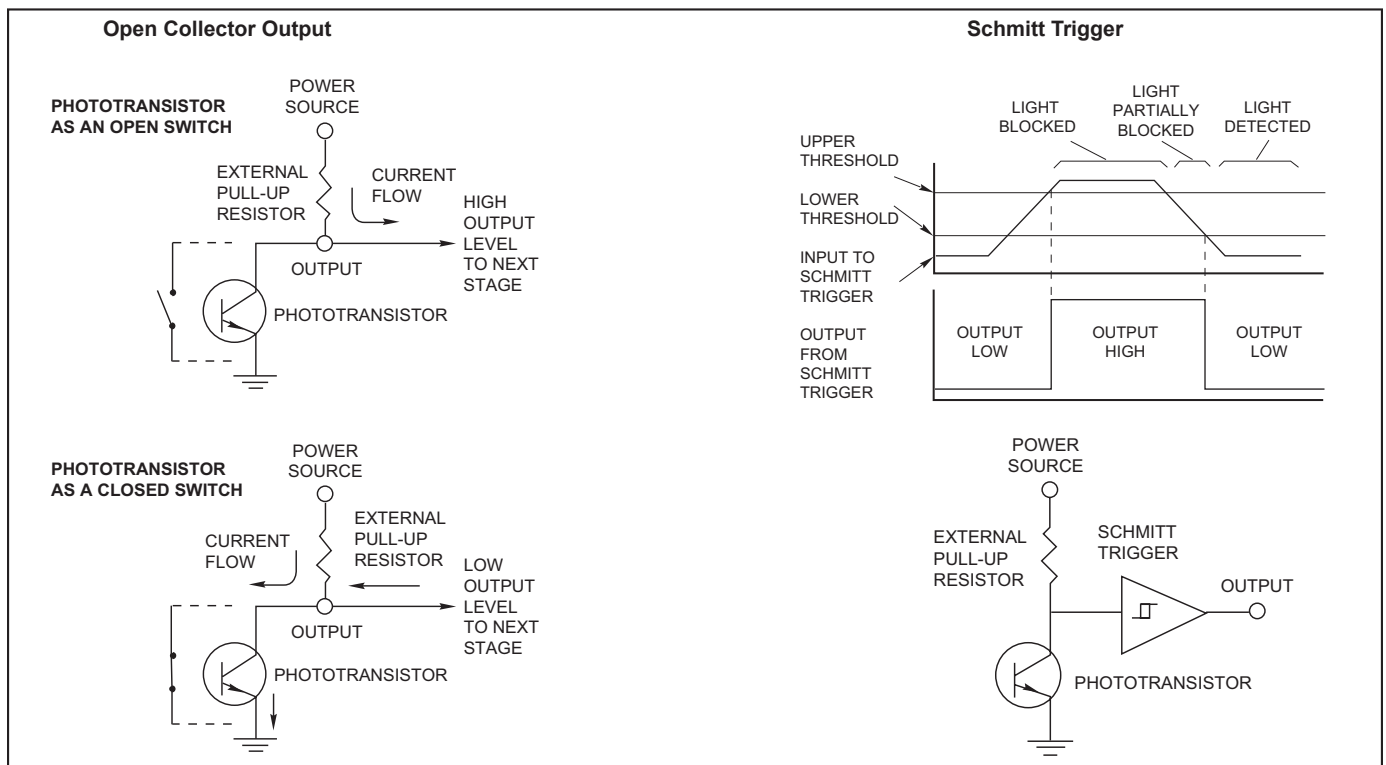 Open Collector Output
PHOTOTRANSISTOR
AS AN OPEN SWITCH
POWER
SOURCE
EXTERNAL
PULL-UP
RESISTOR
CURRENT
FLOW
HIGH
OUTPUT
LEVEL
TO NEXT
STAGE
OUTPUT
PHOTOTRANSISTOR
PHOTOTRANSISTOR
AS A CLOSED SWITCH
POWER
SOURCE
CURRENT
FLOW
EXTERNAL
PULL-UP
RESISTOR
LOW
OUTPUT
LEVEL
TO NEXT
STAGE
OUTPUT
PHOTOTRANSISTOR
Schmitt Trigger
LIGHT
BLOCKED
LIGHT
PARTIALLY
BLOCKED
LIGHT
DETECTED
UPPER
THRESHOLD
LOWER
THRESHOLD
INPUT TO
SCHMITT
TRIGGER
OUTPUT
FROM
SCHMITT
TRIGGER
OUTPUT
LOW
OUTPUT
HIGH
OUTPUT
LOW
POWER
SOURCE
EXTERNAL
PULL-UP
RESISTOR
SCHMITT
TRIGGER
OUTPUT
PHOTOTRANSISTOR